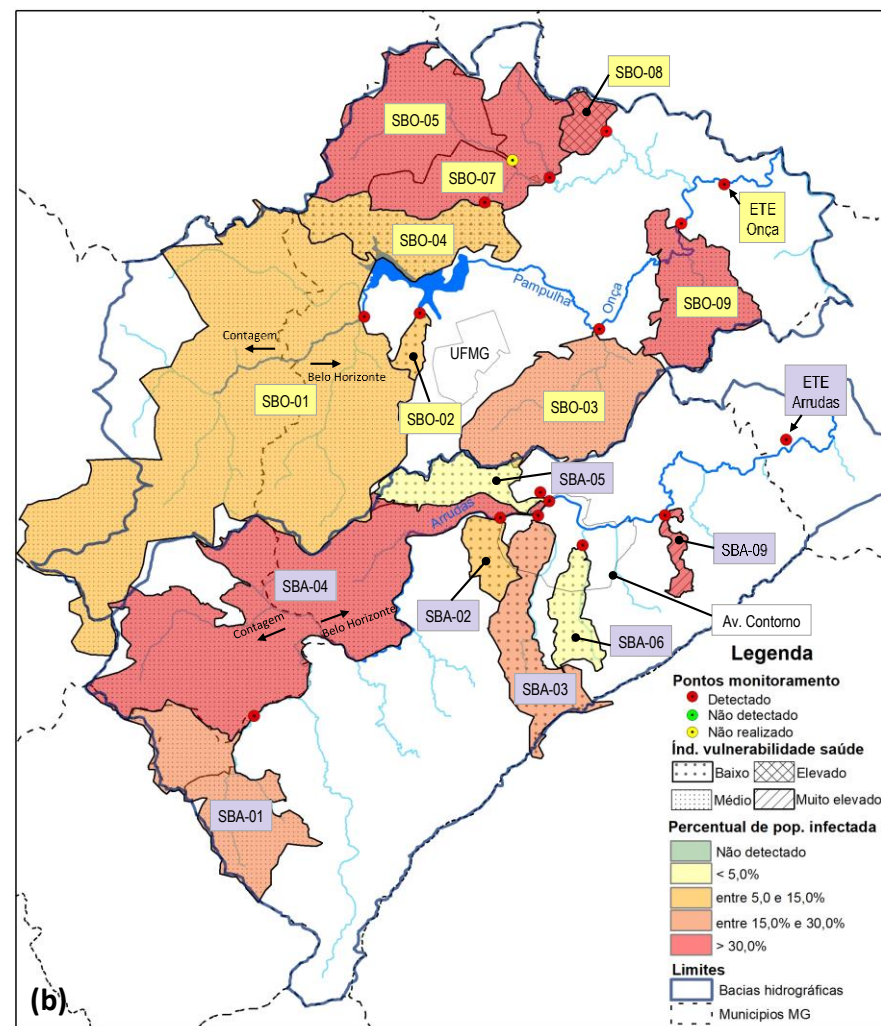 SBO-08
SBO-05
SBO-07
ETE
Onça
SBO-04
Pampulha
Onça
SBO-09
Contagem
UFMG
Belo Horizonte
ETE
Arrudas
SBO-01
SBO-02
SBO-03
SBA-05
Arrudas
SBA-09
SBA-04
Contagem
Belo Horizonte
SBA-02
Av. Contorno
SBA-06
SBA-03
SBA-01
Legenda
Pontos monitoramento
Detectado
Não detectado
Não realizado
Índ. vulnerabilidade saúde
Baixo
Elevado
Médio
Muito elevado
Percentual de pop. infectada
Não detectado
< 5,0%
entre 5,0 e 15,0%
entre 15,0% e 30,0%
> 30,0%
Limites
Bacias hidrográficas
Municipios MG
(b)